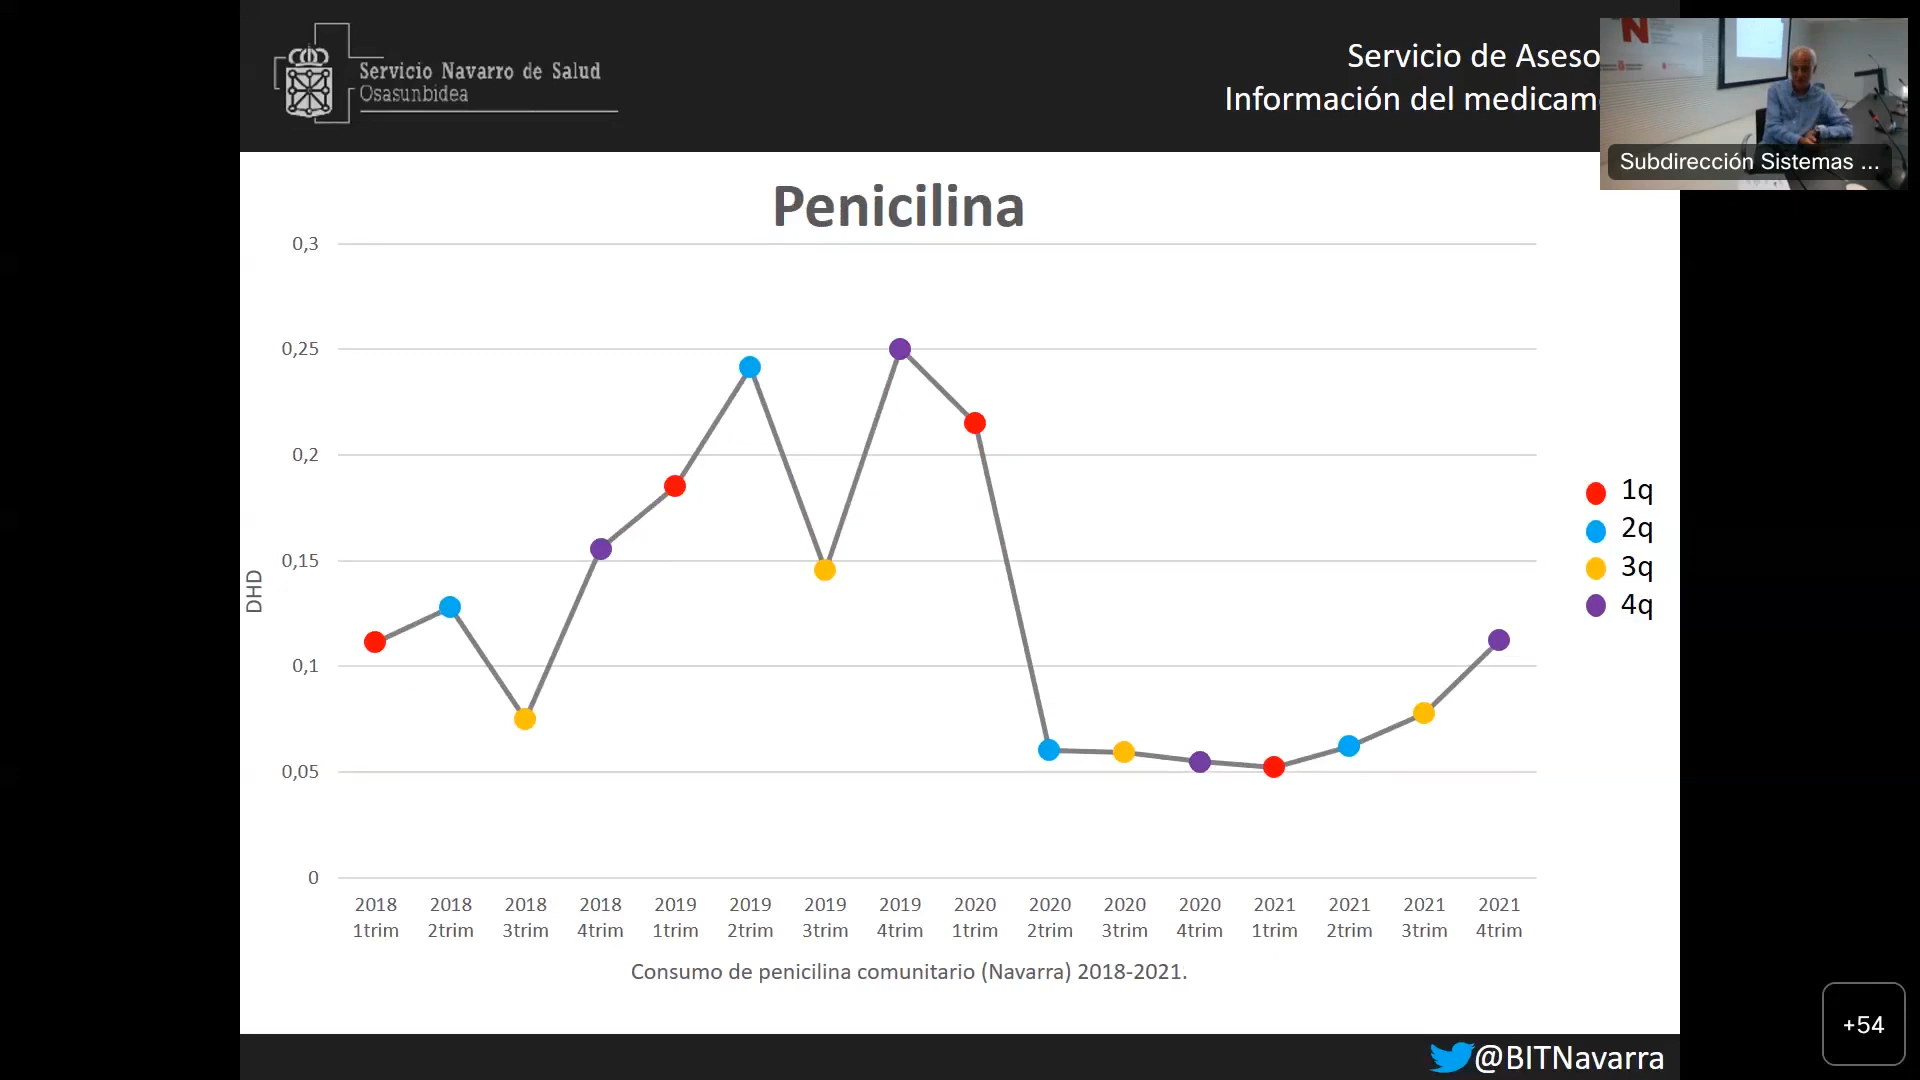 Servicio Navarro de Salud
Osasunbidea
Servicio de Aseso
Información del medicam
Subdirección Sistemas ...
Penicilina
0,3
0,25
0,2
0,15
0,1
0,05
0
DHD
1q
2q
3q
4q
2018 2018 2018 2018 2019 2019 2019 2019 2020 2020 2020 2020 2021 2021 2021 2021
1trim 2trim 3trim 4trim 1trim 2trim 3trim 4trim 1trim 2trim 3trim 4trim 1trim 2trim 3trim 4trim
Consumo de penicilina comunitario (Navarra) 2018-2021.
+54
@BITNavarra